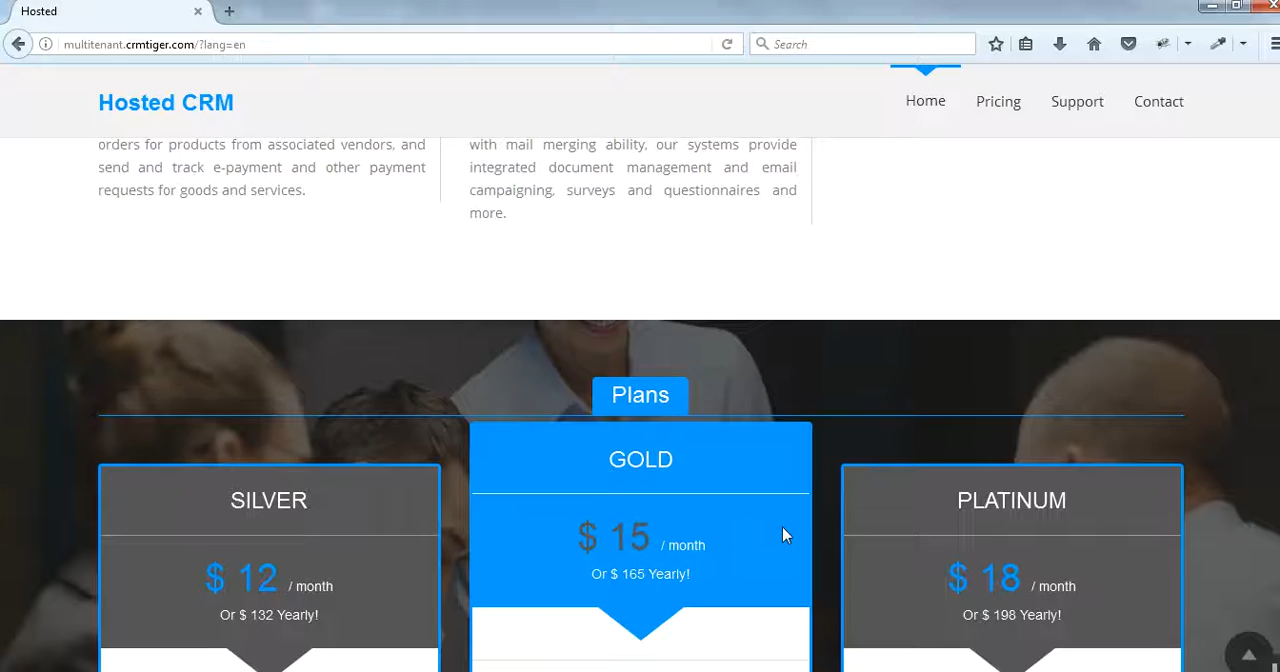 Hosted
multitenant.crmtiger.com/?lang=en
Search
Hosted CRM
Home
Pricing
Support
Contact
orders for products from associated vendors, and
send and track e-payment and other payment
requests for goods and services.
with mail merging ability, our systems provide
integrated document management and email
campaigning, surveys and questionnaires and
more.
Plans
SILVER
$ 12 / month
Or $ 132 Yearly!
GOLD
$ 15 / month
Or $ 165 Yearly!
PLATINUM
$ 18 / month
Or $ 198 Yearly!